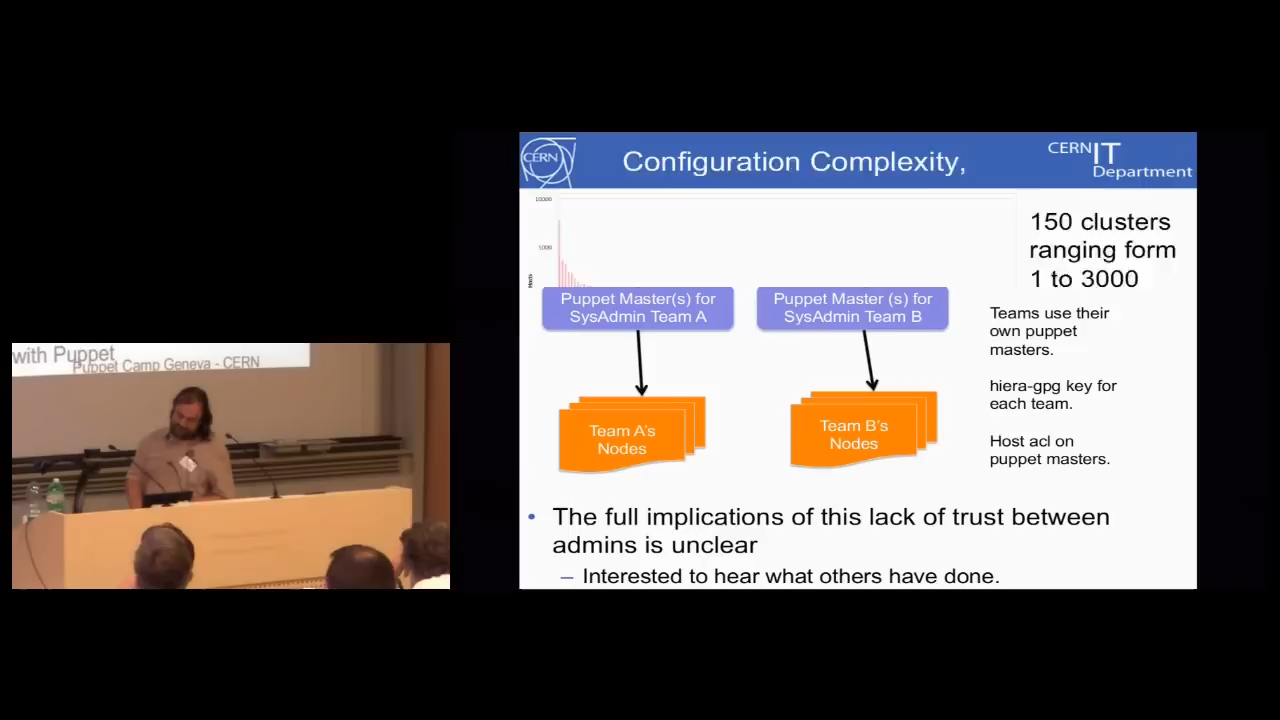 CERN
Configuration Complexity,
CERN IT
Department
10000
1000
Hosts
150 clusters
ranging form
1 to 3000
Puppet Master(s) for
SysAdmin Team A
Puppet Master (s) for
SysAdmin Team B
Teams use their
own puppet
masters.
hiera-gpg key for
each team.
Host acl on
puppet masters.
Team A's
Nodes
Team B's
Nodes
• The full implications of this lack of trust between
admins is unclear
– Interested to hear what others have done.
with Puppet
Puppet Camp Geneva - CERN